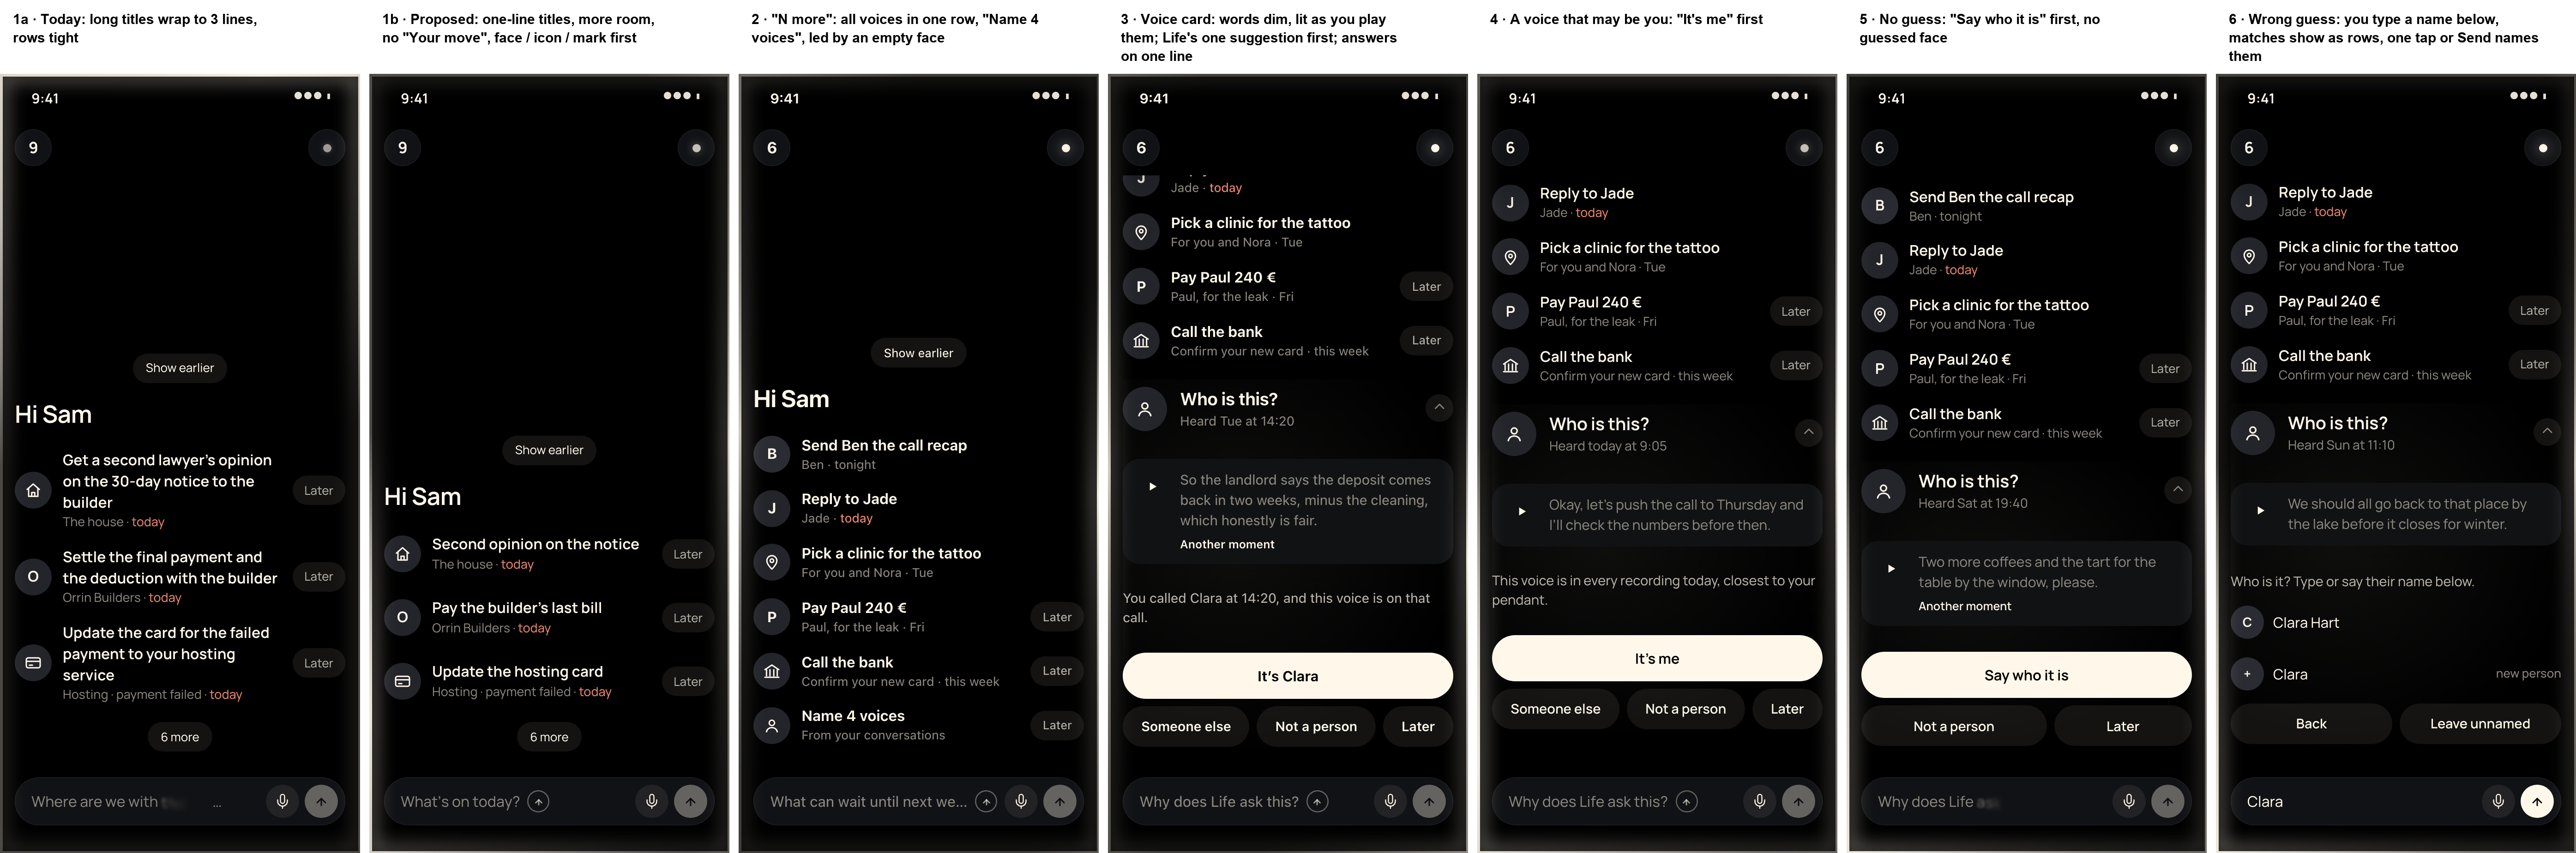 1a · Today: long titles wrap to 3 lines,
rows tight
9:41
9
Show earlier
Hi Sam
Get a second lawyer's opinion
on the 30-day notice to the
builder
The house · today
Later
Settle the final payment and
the deduction with the builder
O
Orrin Builders · today
Later
Update the card for the failed
payment to your hosting
service
Hosting · payment failed · today
Later
6 more
Where are we with
...
1b · Proposed: one-line titles, more room,
no "Your move", face / icon / mark first
9:41
9
Show earlier
Hi Sam
Second opinion on the notice
The house · today
Later
O
Pay the builder's last bill
Orrin Builders · today
Later
Update the hosting card
Hosting · payment failed · today
Later
6 more
What's on today?
2 · "N more": all voices in one row, "Name 4
voices", led by an empty face
9:41
6
Show earlier
Hi Sam
B
Send Ben the call recap
Ben · tonight
J
Reply to Jade
Jade · today
Pick a clinic for the tattoo
For you and Nora · Tue
P
Pay Paul 240 €
Paul, for the leak · Fri
Later
Call the bank
Confirm your new card · this week
Later
Name 4 voices
From your conversations
Later
What can wait until next we...
3 · Voice card: words dim, lit as you play
them; Life's one suggestion first; answers
on one line
9:41
6
J
Jade · today
Pick a clinic for the tattoo
For you and Nora · Tue
P
Pay Paul 240 €
Paul, for the leak · Fri
Later
Call the bank
Confirm your new card · this week
Later
Who is this?
Heard Tue at 14:20
So the landlord says the deposit comes
back in two weeks, minus the cleaning,
which honestly is fair.
Another moment
You called Clara at 14:20, and this voice is on that
call.
It's Clara
Someone else
Not a person
Later
Why does Life ask this?
4 · A voice that may be you: "It's me" first
9:41
6
J
Reply to Jade
Jade · today
Pick a clinic for the tattoo
For you and Nora · Tue
P
Pay Paul 240 €
Paul, for the leak · Fri
Later
Call the bank
Confirm your new card · this week
Later
Who is this?
Heard today at 9:05
Okay, let's push the call to Thursday and
I'll check the numbers before then.
This voice is in every recording today, closest to your
pendant.
It's me
Someone else
Not a person
Later
Why does Life ask this?
5 · No guess: "Say who it is" first, no
guessed face
9:41
6
B
Send Ben the call recap
Ben · tonight
J
Reply to Jade
Jade · today
Pick a clinic for the tattoo
For you and Nora · Tue
P
Pay Paul 240 €
Paul, for the leak · Fri
Later
Call the bank
Confirm your new card · this week
Later
Who is this?
Heard Sat at 19:40
Two more coffees and the tart for the
table by the window, please.
Another moment
Say who it is
Not a person
Later
Why does Life
6 · Wrong guess: you type a name below,
matches show as rows, one tap or Send names
them
9:41
6
J
Reply to Jade
Jade · today
Pick a clinic for the tattoo
For you and Nora · Tue
P
Pay Paul 240 €
Paul, for the leak · Fri
Later
Call the bank
Confirm your new card · this week
Later
Who is this?
Heard Sun at 11:10
We should all go back to that place by
the lake before it closes for winter.
Who is it? Type or say their name below.
C
Clara Hart
+
Clara
new person
Back
Leave unnamed
Clara